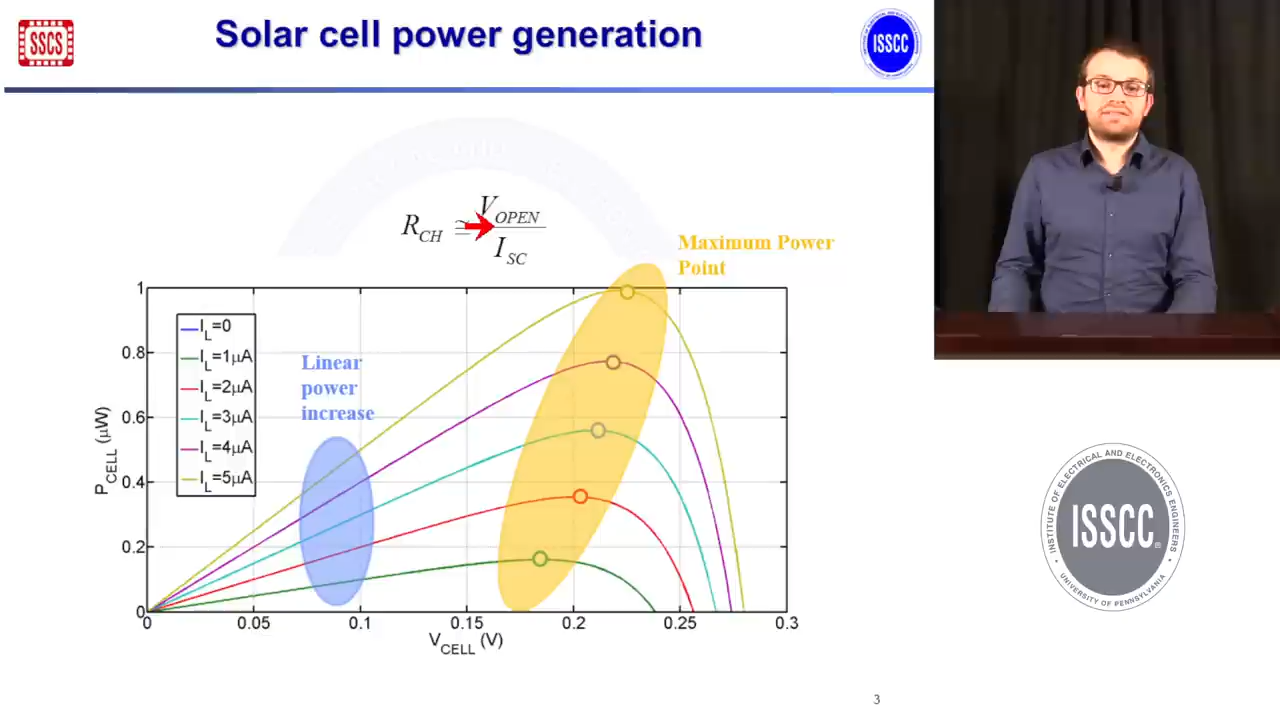 SSCS
Solar cell power generation
ISSCC
R_CH ≅ V_OPEN / I_SC
Maximum Power
Point
1
0.8
0.6
0.4
0.2
0
P_CELL (μW)
I_L=0
I_L=1μA
I_L=2μA
I_L=3μA
I_L=4μA
I_L=5μA
Linear
power
increase
0 0.05 0.1 0.15 0.2 0.25 0.3
V_CELL (V)
INSTITUTE OF ELECTRICAL AND ELECTRONICS ENGINEERS
ISSCC®
UNIVERSITY OF PENNSYLVANIA
3